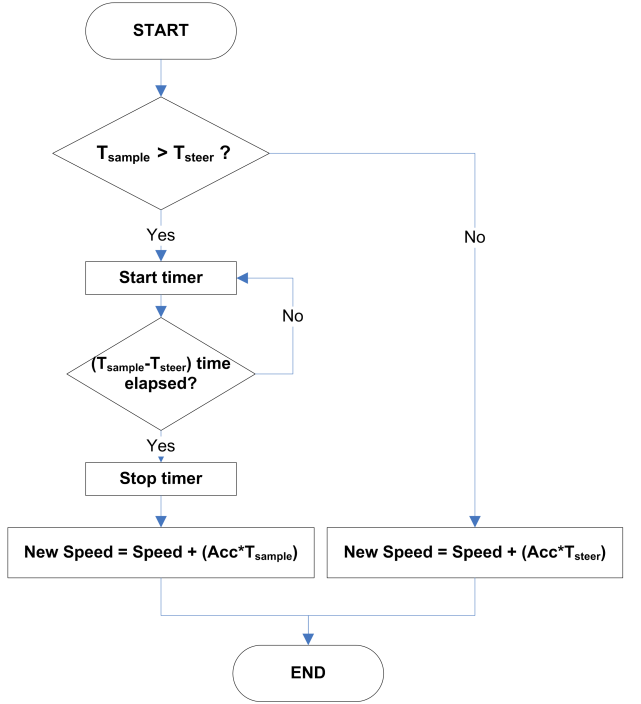 START
Tsample > Tsteer ?
Yes
No
Start timer
No
(Tsample-Tsteer) time
elapsed?
Yes
Stop timer
New Speed = Speed + (Acc*Tsample)
New Speed = Speed + (Acc*Tsteer)
END